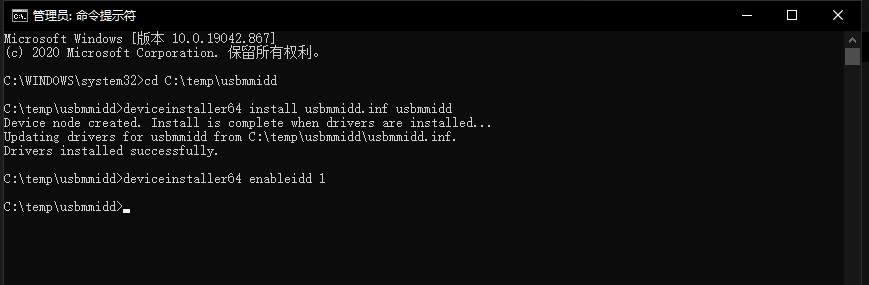 管理员: 命令提示符
Microsoft Windows [版本 10.0.19042.867]
(c) 2020 Microsoft Corporation. 保留所有权利。
C:\WINDOWS\system32>cd C:\temp\usbmmidd
C:\temp\usbmmidd>deviceinstaller64 install usbmmidd.inf usbmmidd
Device node created. Install is complete when drivers are installed...
Updating drivers for usbmmidd from C:\temp\usbmmidd\usbmmidd.inf.
Drivers installed successfully.
C:\temp\usbmmidd>deviceinstaller64 enableidd 1
C:\temp\usbmmidd>